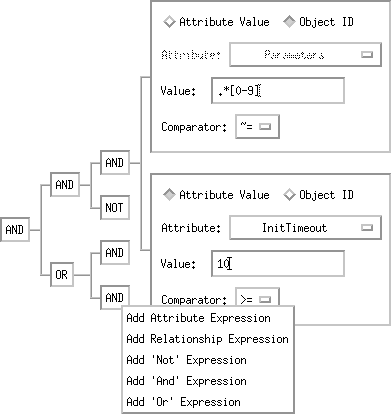 Attribute Value Object ID
Attribute: Parameters
Value: .*[0-9]
Comparator: ~=
AND
AND
NOT
AND
Attribute Value Object ID
Attribute: InitTimeout
Value: 10
Comparator: >=
AND
OR
AND
Add Attribute Expression
Add Relationship Expression
Add 'Not' Expression
Add 'And' Expression
Add 'Or' Expression